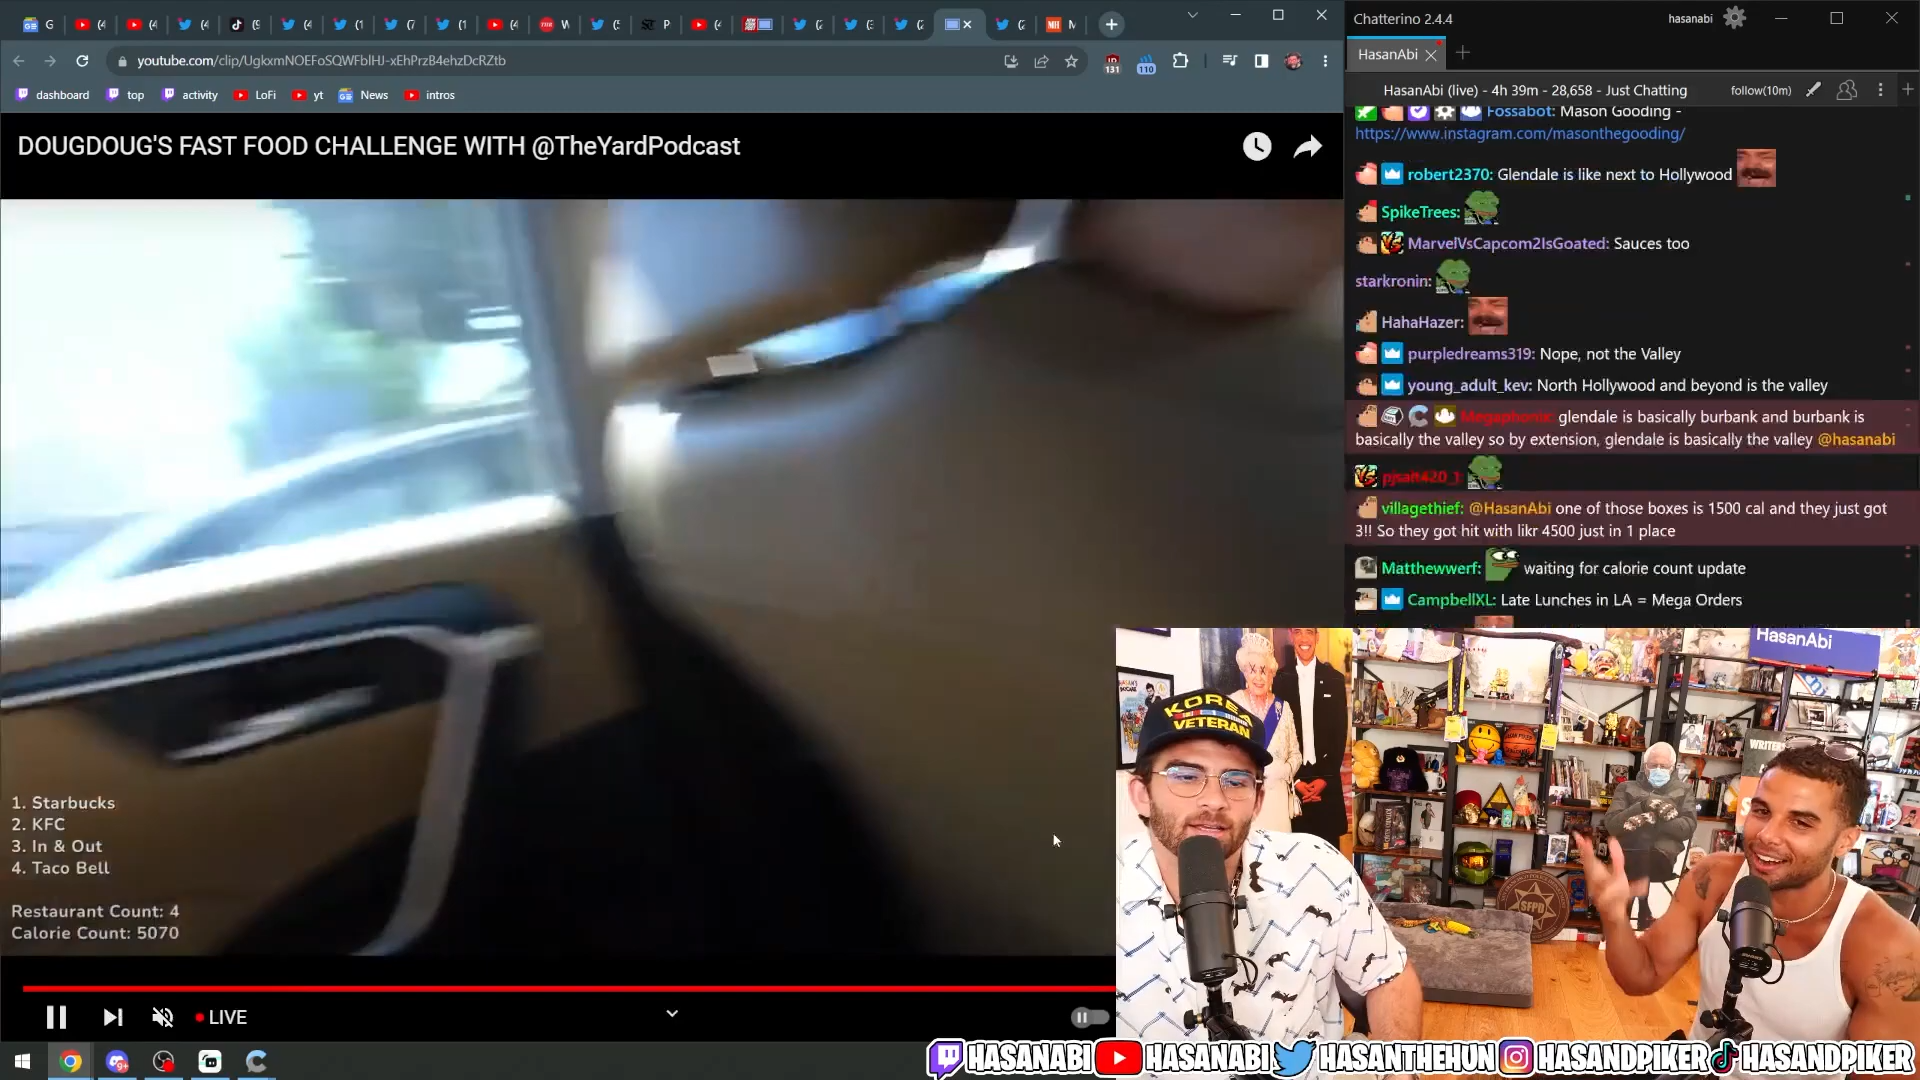 youtube.com/clip/UgkxmNOEFoSQWFblHJ-xEhPrzB4ehzDcRZtb
131
110
dashboard
top
activity
LoFi
yt
News
intros
DOUGDOUG'S FAST FOOD CHALLENGE WITH @TheYardPodcast
1. Starbucks
2. KFC
3. In & Out
4. Taco Bell
Restaurant Count: 4
Calorie Count: 5070
LIVE
Chatterino 2.4.4
hasanabi
HasanAbi
HasanAbi (live) - 4h 39m - 28,658 - Just Chatting
follow(10m)
Fossabot: Mason Gooding -
https://www.instagram.com/masonthegooding/
robert2370: Glendale is like next to Hollywood
SpikeTrees:
MarvelVsCapcom2IsGoated: Sauces too
starkronin:
HahaHazer:
purpledreams319: Nope, not the Valley
young_adult_kev: North Hollywood and beyond is the valley
Megaphonix: glendale is basically burbank and burbank is
basically the valley so by extension, glendale is basically the valley @hasanabi
pjsalt420_1:
villagethief: @HasanAbi one of those boxes is 1500 cal and they just got
3!! So they got hit with likr 4500 just in 1 place
Matthewwerf: waiting for calorie count update
CampbellXL: Late Lunches in LA = Mega Orders
HasanAbi
KOREA
VETERAN
WRITERS
SFPD
HASANABI
HASANABI
HASANTHEHUN
HASANDPIKER
HASANDPIKER